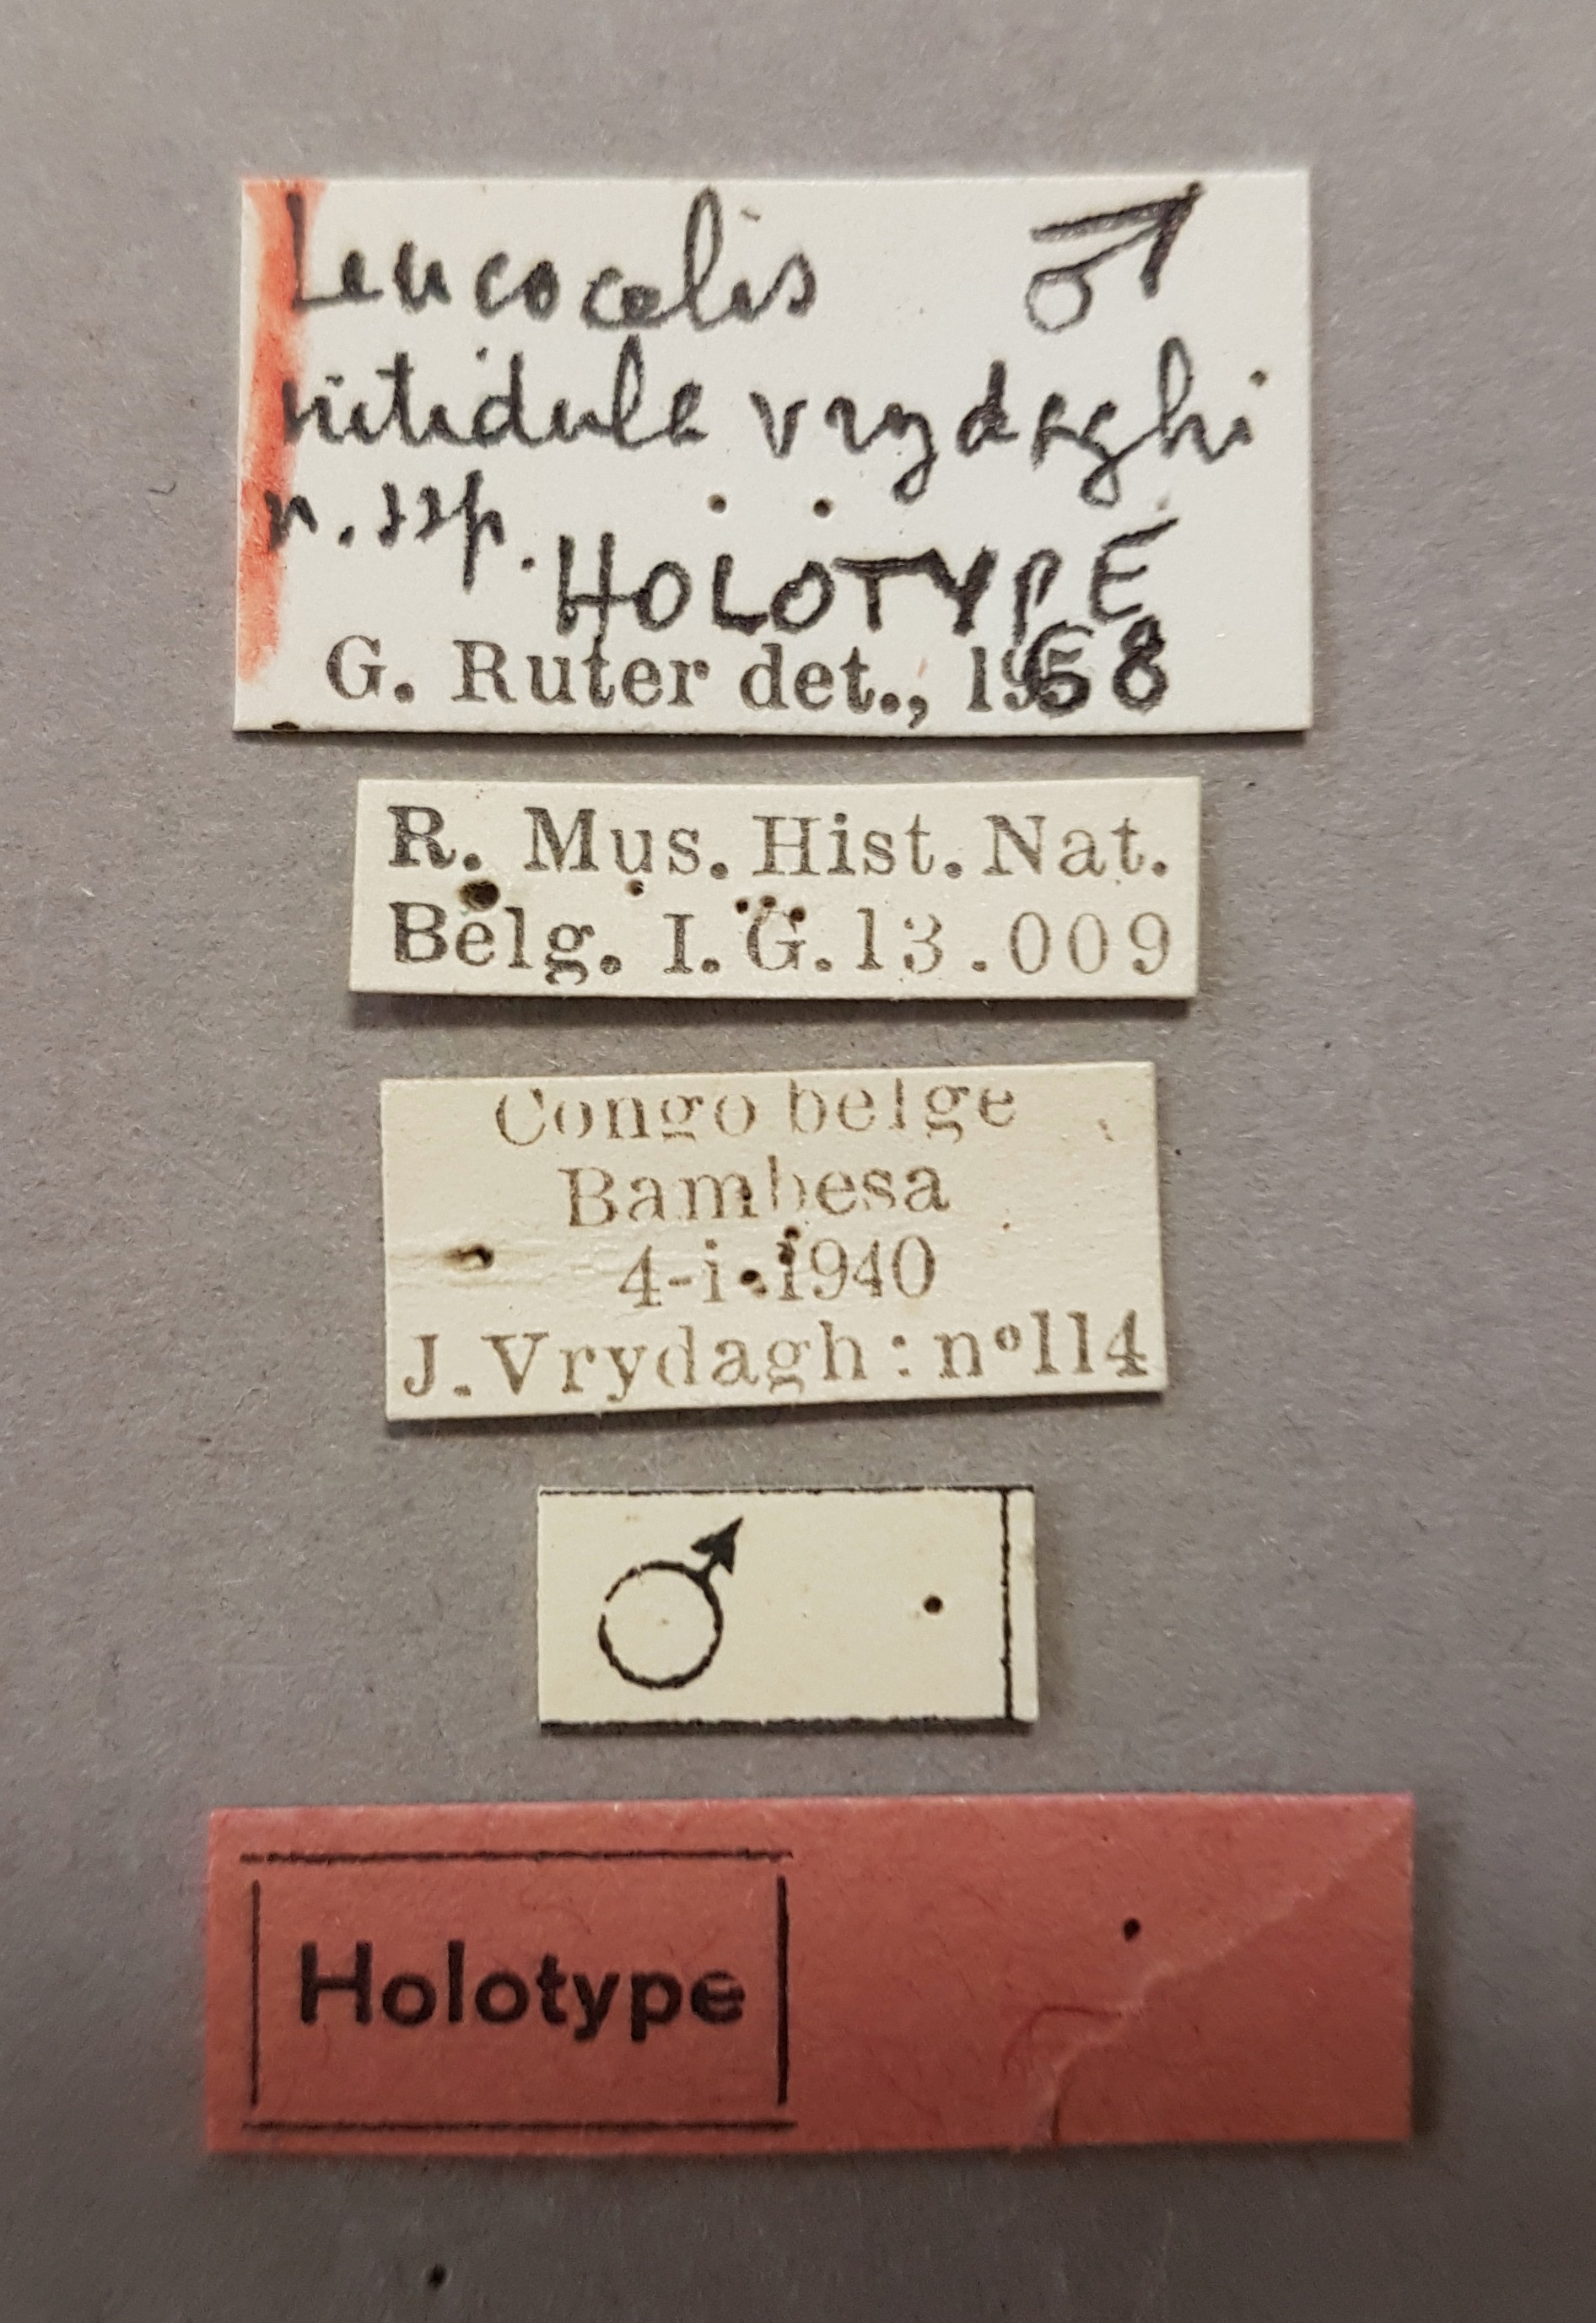 Leucocelis ♂
nitidula vrydaghi
n. ssp.
HOLOTYPE
G. Ruter det., 1968
R. Mus. Hist. Nat.
Belg. I. G. 13.009
Congo belge
Bambesa
4-i-1940
J. Vrydagh : n°114
♂
Holotype